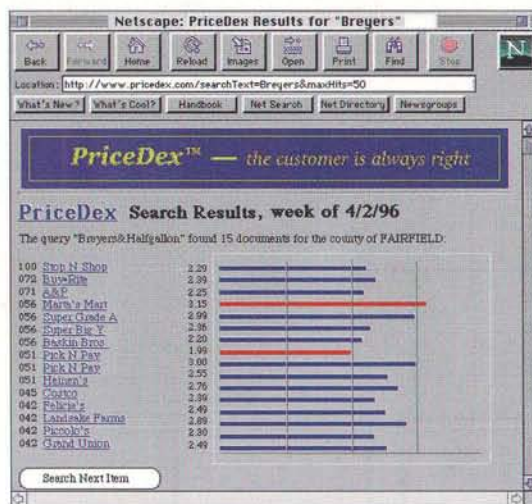 Netscape: PriceDex Results for "Breyers"
Back Forward Home Reload Images Open Print Find Stop N
Location: http://www.pricedex.com/searchText=Breyers&maxHits=50
What's New? What's Cool? Handbook Net Search Net Directory Newsgroups
PriceDex™ — the customer is always right
PriceDex Search Results, week of 4/2/96
The query "Breyers&Halfgallon" found 15 documents for the county of FAIRFIELD:
100 Stop N Shop
072 Buy-Rite
071 A&P
056 Marta's Mart
056 Super Grade A
056 Super Big Y
056 Baskin Bros.
051 Pick N Pay
051 Pick N Pay
051 Heinen's
045 Costco
042 Felicia's
042 Landsake Farms
042 Piccolo's
042 Grand Union
2.29
2.39
2.25
3.15
2.99
2.36
2.20
1.99
3.00
2.55
2.76
2.39
2.49
2.89
2.30
2.49
Search Next Item